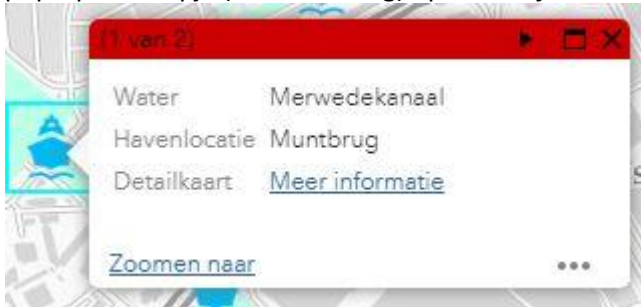 (1 van 2)
Water Merwedekanaal
Havenlocatie Muntbrug
Detailkaart Meer informatie
Zoomen naar